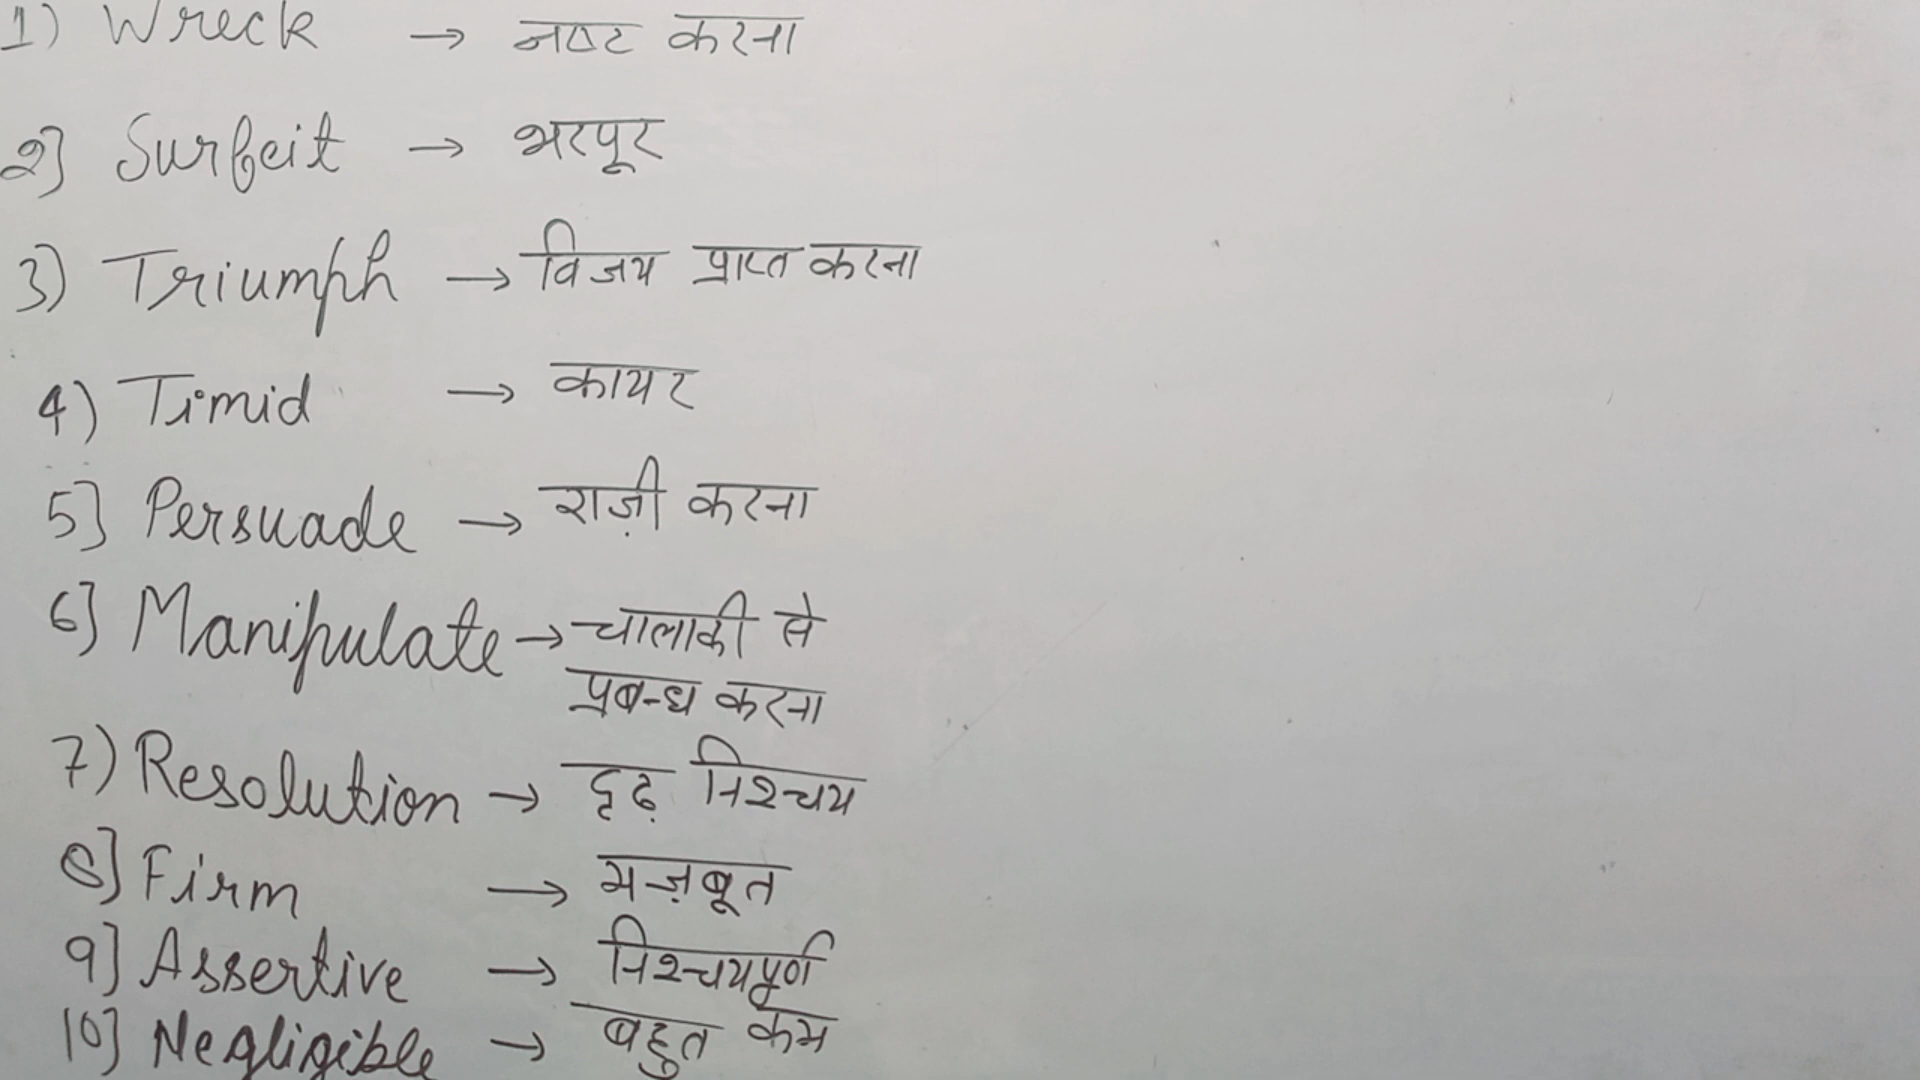 1) Wreck → नष्ट करना
2] Surfeit → भरपूर
3) Triumph → विजय प्राप्त करना
4) Timid → कायर
5] Persuade → राज़ी करना
6] Manipulate → चालाकी से
प्रबन्ध करना
7) Resolution → दृढ़ निश्चय
8] Firm → मज़बूत
9] Assertive → निश्चयपूर्ण
10] Negligible → बहुत कम